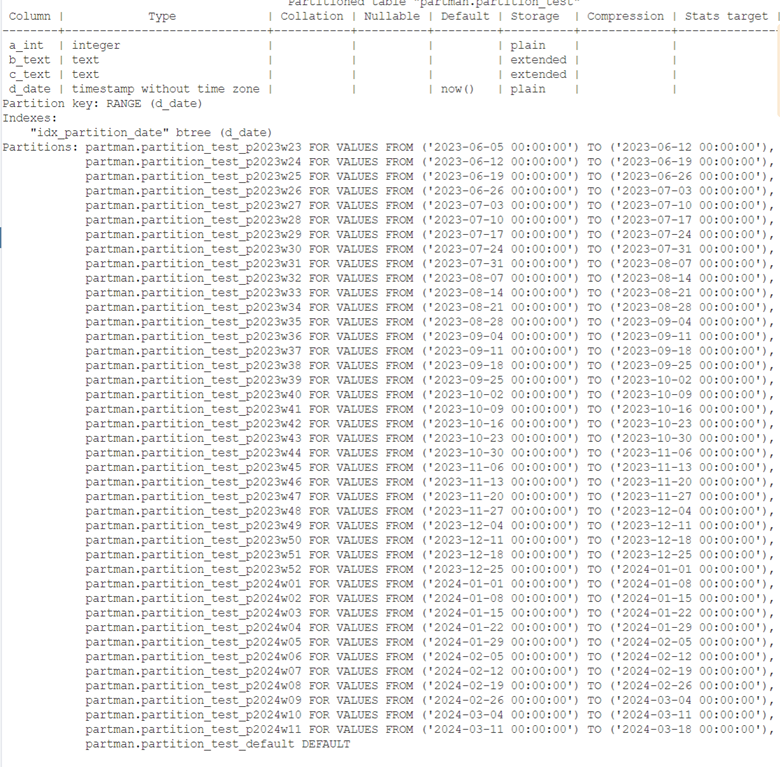 Partitioned table "partman.partition_test"
Column | Type | Collation | Nullable | Default | Storage | Compression | Stats target |
--------+-----------------------------+-----------+----------+---------+----------+-------------+--------------+
a_int | integer | | | | plain | | |
b_text | text | | | | extended | | |
c_text | text | | | | extended | | |
d_date | timestamp without time zone | | | now() | plain | | |
Partition key: RANGE (d_date)
Indexes:
"idx_partition_date" btree (d_date)
Partitions: partman.partition_test_p2023w23 FOR VALUES FROM ('2023-06-05 00:00:00') TO ('2023-06-12 00:00:00'),
partman.partition_test_p2023w24 FOR VALUES FROM ('2023-06-12 00:00:00') TO ('2023-06-19 00:00:00'),
partman.partition_test_p2023w25 FOR VALUES FROM ('2023-06-19 00:00:00') TO ('2023-06-26 00:00:00'),
partman.partition_test_p2023w26 FOR VALUES FROM ('2023-06-26 00:00:00') TO ('2023-07-03 00:00:00'),
partman.partition_test_p2023w27 FOR VALUES FROM ('2023-07-03 00:00:00') TO ('2023-07-10 00:00:00'),
partman.partition_test_p2023w28 FOR VALUES FROM ('2023-07-10 00:00:00') TO ('2023-07-17 00:00:00'),
partman.partition_test_p2023w29 FOR VALUES FROM ('2023-07-17 00:00:00') TO ('2023-07-24 00:00:00'),
partman.partition_test_p2023w30 FOR VALUES FROM ('2023-07-24 00:00:00') TO ('2023-07-31 00:00:00'),
partman.partition_test_p2023w31 FOR VALUES FROM ('2023-07-31 00:00:00') TO ('2023-08-07 00:00:00'),
partman.partition_test_p2023w32 FOR VALUES FROM ('2023-08-07 00:00:00') TO ('2023-08-14 00:00:00'),
partman.partition_test_p2023w33 FOR VALUES FROM ('2023-08-14 00:00:00') TO ('2023-08-21 00:00:00'),
partman.partition_test_p2023w34 FOR VALUES FROM ('2023-08-21 00:00:00') TO ('2023-08-28 00:00:00'),
partman.partition_test_p2023w35 FOR VALUES FROM ('2023-08-28 00:00:00') TO ('2023-09-04 00:00:00'),
partman.partition_test_p2023w36 FOR VALUES FROM ('2023-09-04 00:00:00') TO ('2023-09-11 00:00:00'),
partman.partition_test_p2023w37 FOR VALUES FROM ('2023-09-11 00:00:00') TO ('2023-09-18 00:00:00'),
partman.partition_test_p2023w38 FOR VALUES FROM ('2023-09-18 00:00:00') TO ('2023-09-25 00:00:00'),
partman.partition_test_p2023w39 FOR VALUES FROM ('2023-09-25 00:00:00') TO ('2023-10-02 00:00:00'),
partman.partition_test_p2023w40 FOR VALUES FROM ('2023-10-02 00:00:00') TO ('2023-10-09 00:00:00'),
partman.partition_test_p2023w41 FOR VALUES FROM ('2023-10-09 00:00:00') TO ('2023-10-16 00:00:00'),
partman.partition_test_p2023w42 FOR VALUES FROM ('2023-10-16 00:00:00') TO ('2023-10-23 00:00:00'),
partman.partition_test_p2023w43 FOR VALUES FROM ('2023-10-23 00:00:00') TO ('2023-10-30 00:00:00'),
partman.partition_test_p2023w44 FOR VALUES FROM ('2023-10-30 00:00:00') TO ('2023-11-06 00:00:00'),
partman.partition_test_p2023w45 FOR VALUES FROM ('2023-11-06 00:00:00') TO ('2023-11-13 00:00:00'),
partman.partition_test_p2023w46 FOR VALUES FROM ('2023-11-13 00:00:00') TO ('2023-11-20 00:00:00'),
partman.partition_test_p2023w47 FOR VALUES FROM ('2023-11-20 00:00:00') TO ('2023-11-27 00:00:00'),
partman.partition_test_p2023w48 FOR VALUES FROM ('2023-11-27 00:00:00') TO ('2023-12-04 00:00:00'),
partman.partition_test_p2023w49 FOR VALUES FROM ('2023-12-04 00:00:00') TO ('2023-12-11 00:00:00'),
partman.partition_test_p2023w50 FOR VALUES FROM ('2023-12-11 00:00:00') TO ('2023-12-18 00:00:00'),
partman.partition_test_p2023w51 FOR VALUES FROM ('2023-12-18 00:00:00') TO ('2023-12-25 00:00:00'),
partman.partition_test_p2023w52 FOR VALUES FROM ('2023-12-25 00:00:00') TO ('2024-01-01 00:00:00'),
partman.partition_test_p2024w01 FOR VALUES FROM ('2024-01-01 00:00:00') TO ('2024-01-08 00:00:00'),
partman.partition_test_p2024w02 FOR VALUES FROM ('2024-01-08 00:00:00') TO ('2024-01-15 00:00:00'),
partman.partition_test_p2024w03 FOR VALUES FROM ('2024-01-15 00:00:00') TO ('2024-01-22 00:00:00'),
partman.partition_test_p2024w04 FOR VALUES FROM ('2024-01-22 00:00:00') TO ('2024-01-29 00:00:00'),
partman.partition_test_p2024w05 FOR VALUES FROM ('2024-01-29 00:00:00') TO ('2024-02-05 00:00:00'),
partman.partition_test_p2024w06 FOR VALUES FROM ('2024-02-05 00:00:00') TO ('2024-02-12 00:00:00'),
partman.partition_test_p2024w07 FOR VALUES FROM ('2024-02-12 00:00:00') TO ('2024-02-19 00:00:00'),
partman.partition_test_p2024w08 FOR VALUES FROM ('2024-02-19 00:00:00') TO ('2024-02-26 00:00:00'),
partman.partition_test_p2024w09 FOR VALUES FROM ('2024-02-26 00:00:00') TO ('2024-03-04 00:00:00'),
partman.partition_test_p2024w10 FOR VALUES FROM ('2024-03-04 00:00:00') TO ('2024-03-11 00:00:00'),
partman.partition_test_p2024w11 FOR VALUES FROM ('2024-03-11 00:00:00') TO ('2024-03-18 00:00:00'),
partman.partition_test_default DEFAULT